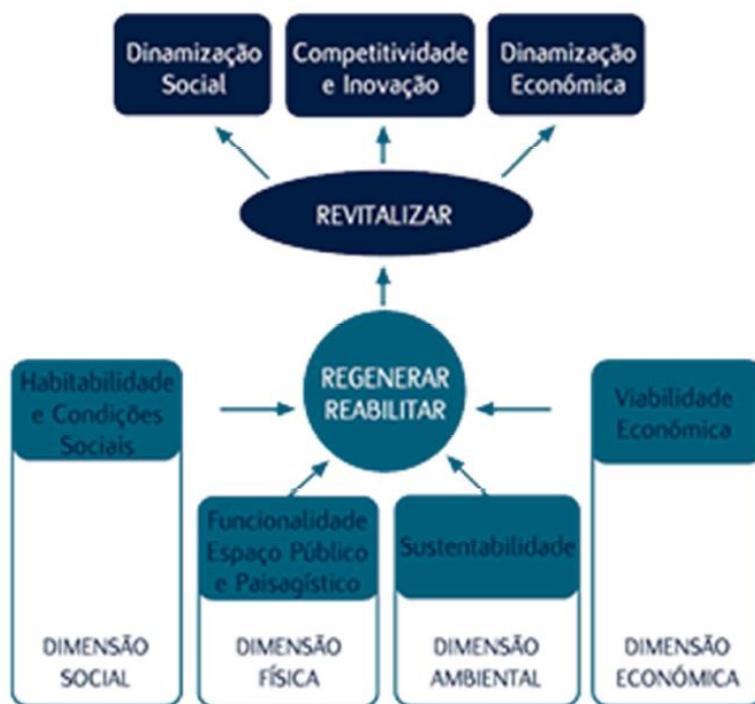 Dinamização
Social
Competitividade
e Inovação
Dinamização
Económica
REVITALIZAR
REGENERAR
REABILITAR
Habitabilidade
e Condições
Sociais
Viabilidade
Económica
Funcionalidade
Espaço Público
e Paisagístico
Sustentabilidade
DIMENSÃO
SOCIAL
DIMENSÃO
FÍSICA
DIMENSÃO
AMBIENTAL
DIMENSÃO
ECONÓMICA